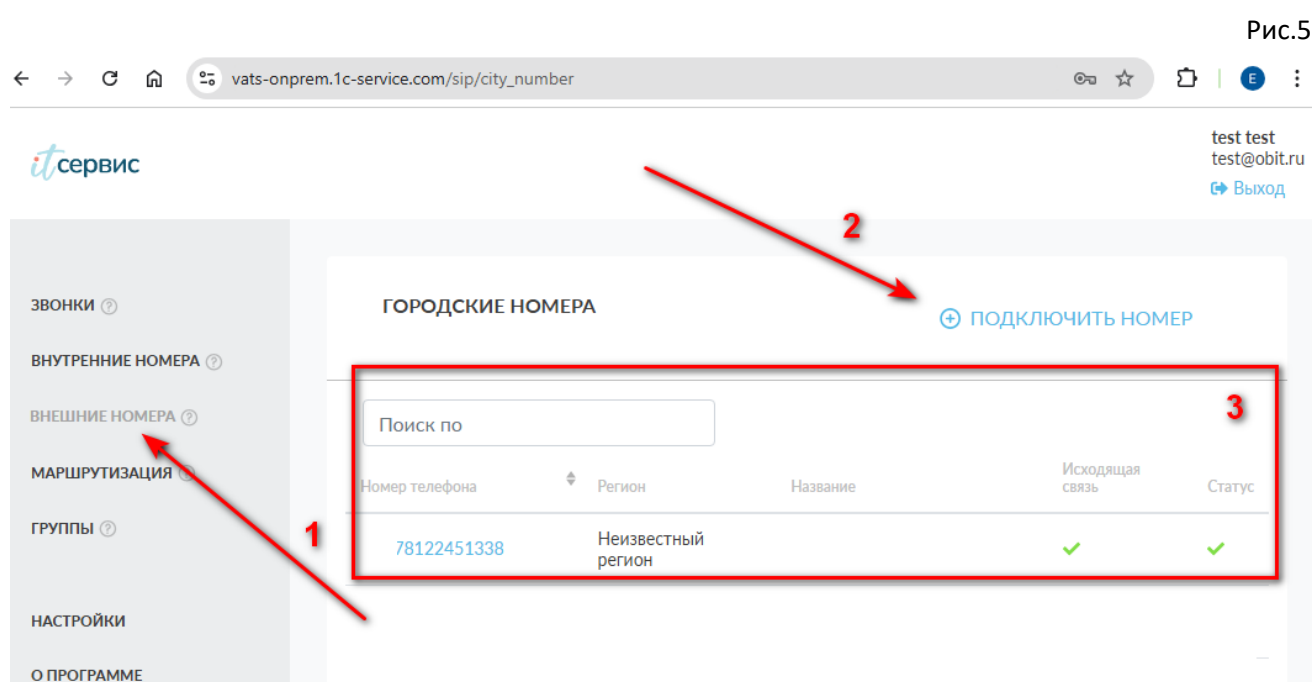 Рис.5
vats-onprem.1c-service.com/sip/city_number
E
itсервис
test test
test@obit.ru
Выход
2
ЗВОНКИ ?
ГОРОДСКИЕ НОМЕРА
ПОДКЛЮЧИТЬ НОМЕР
ВНУТРЕННИЕ НОМЕРА ?
ВНЕШНИЕ НОМЕРА ?
Поиск по
3
МАРШРУТИЗАЦИЯ ?
Номер телефона
Регион
Название
Исходящая
связь
Статус
ГРУППЫ ?
1
78122451338
Неизвестный
регион
НАСТРОЙКИ
О ПРОГРАММЕ